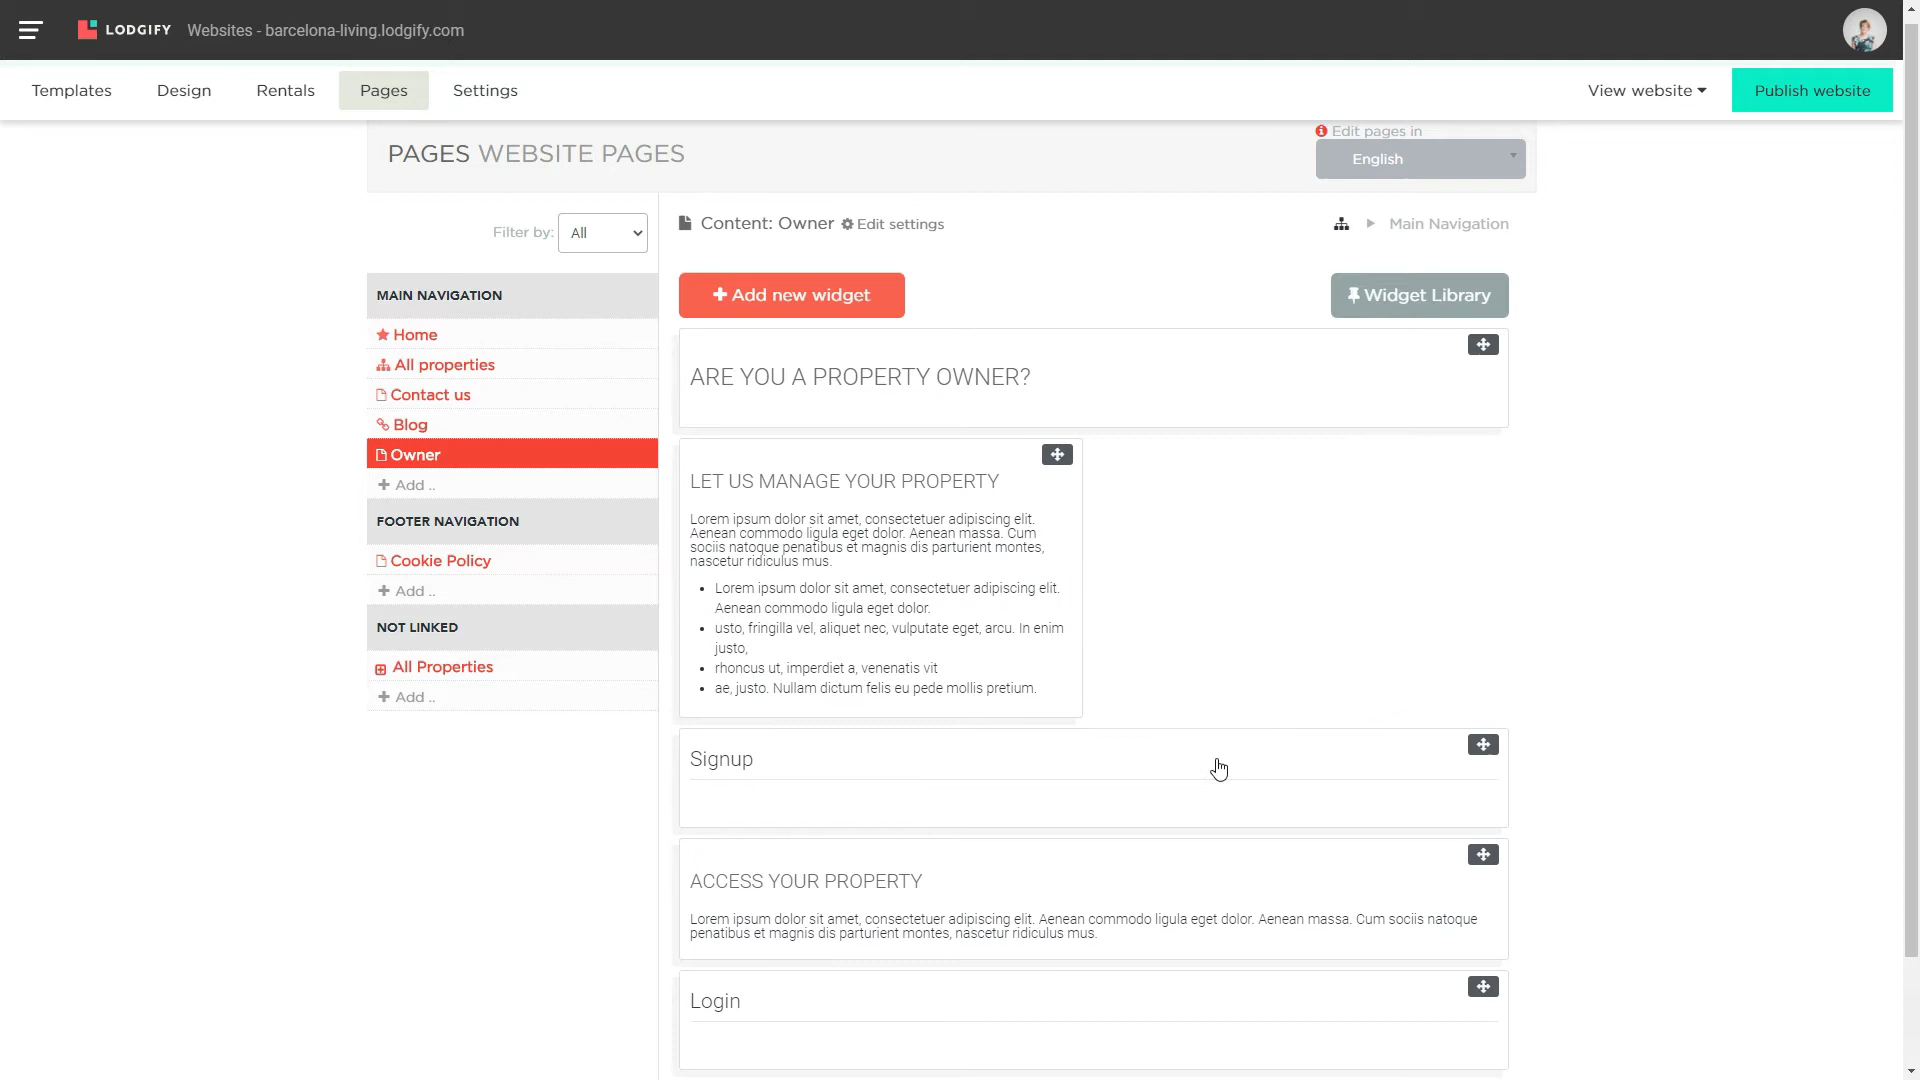 LODGIFY Websites - barcelona-living.lodgify.com
Templates Design Rentals Pages Settings View website Publish website
PAGES WEBSITE PAGES
Edit pages in
English
Filter by: All
MAIN NAVIGATION
Home
All properties
Contact us
Blog
Owner
Add ..
FOOTER NAVIGATION
Cookie Policy
Add ..
NOT LINKED
All Properties
Add ..
Content: Owner Edit settings
Main Navigation
Add new widget
Widget Library
ARE YOU A PROPERTY OWNER?
LET US MANAGE YOUR PROPERTY
Lorem ipsum dolor sit amet, consectetuer adipiscing elit.
Aenean commodo ligula eget dolor. Aenean massa. Cum
sociis natoque penatibus et magnis dis parturient montes,
nascetur ridiculus mus.
Lorem ipsum dolor sit amet, consectetuer adipiscing elit.
Aenean commodo ligula eget dolor.
usto, fringilla vel, aliquet nec, vulputate eget, arcu. In enim
justo,
rhoncus ut, imperdiet a, venenatis vit
ae, justo. Nullam dictum felis eu pede mollis pretium.
Signup
ACCESS YOUR PROPERTY
Lorem ipsum dolor sit amet, consectetuer adipiscing elit. Aenean commodo ligula eget dolor. Aenean massa. Cum sociis natoque
penatibus et magnis dis parturient montes, nascetur ridiculus mus.
Login